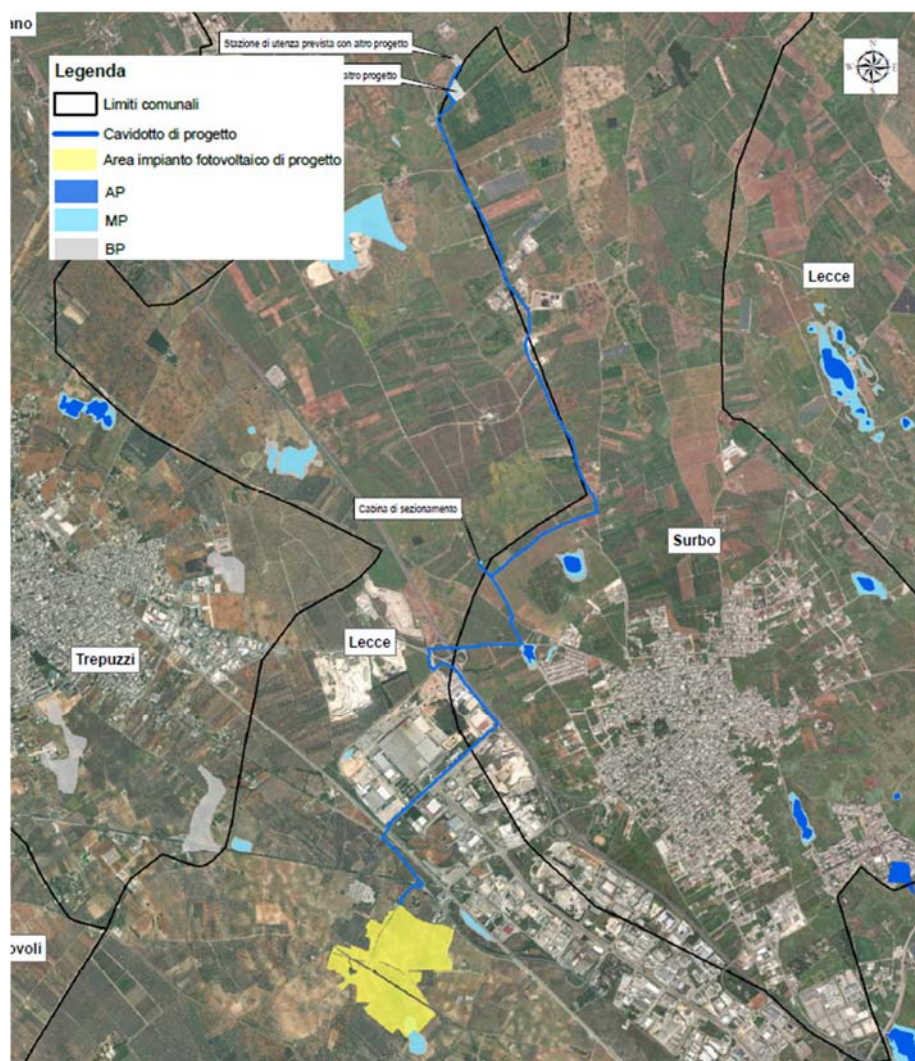 ano
Stazione di utenza prevista con altro progetto
altro progetto
N
W E
S
Legenda
Limiti comunali
Cavidotto di progetto
Area impianto fotovoltaico di progetto
AP
MP
BP
Lecce
Cabina di sezionamento
Surbo
Lecce
Trepuzzi
ovoli